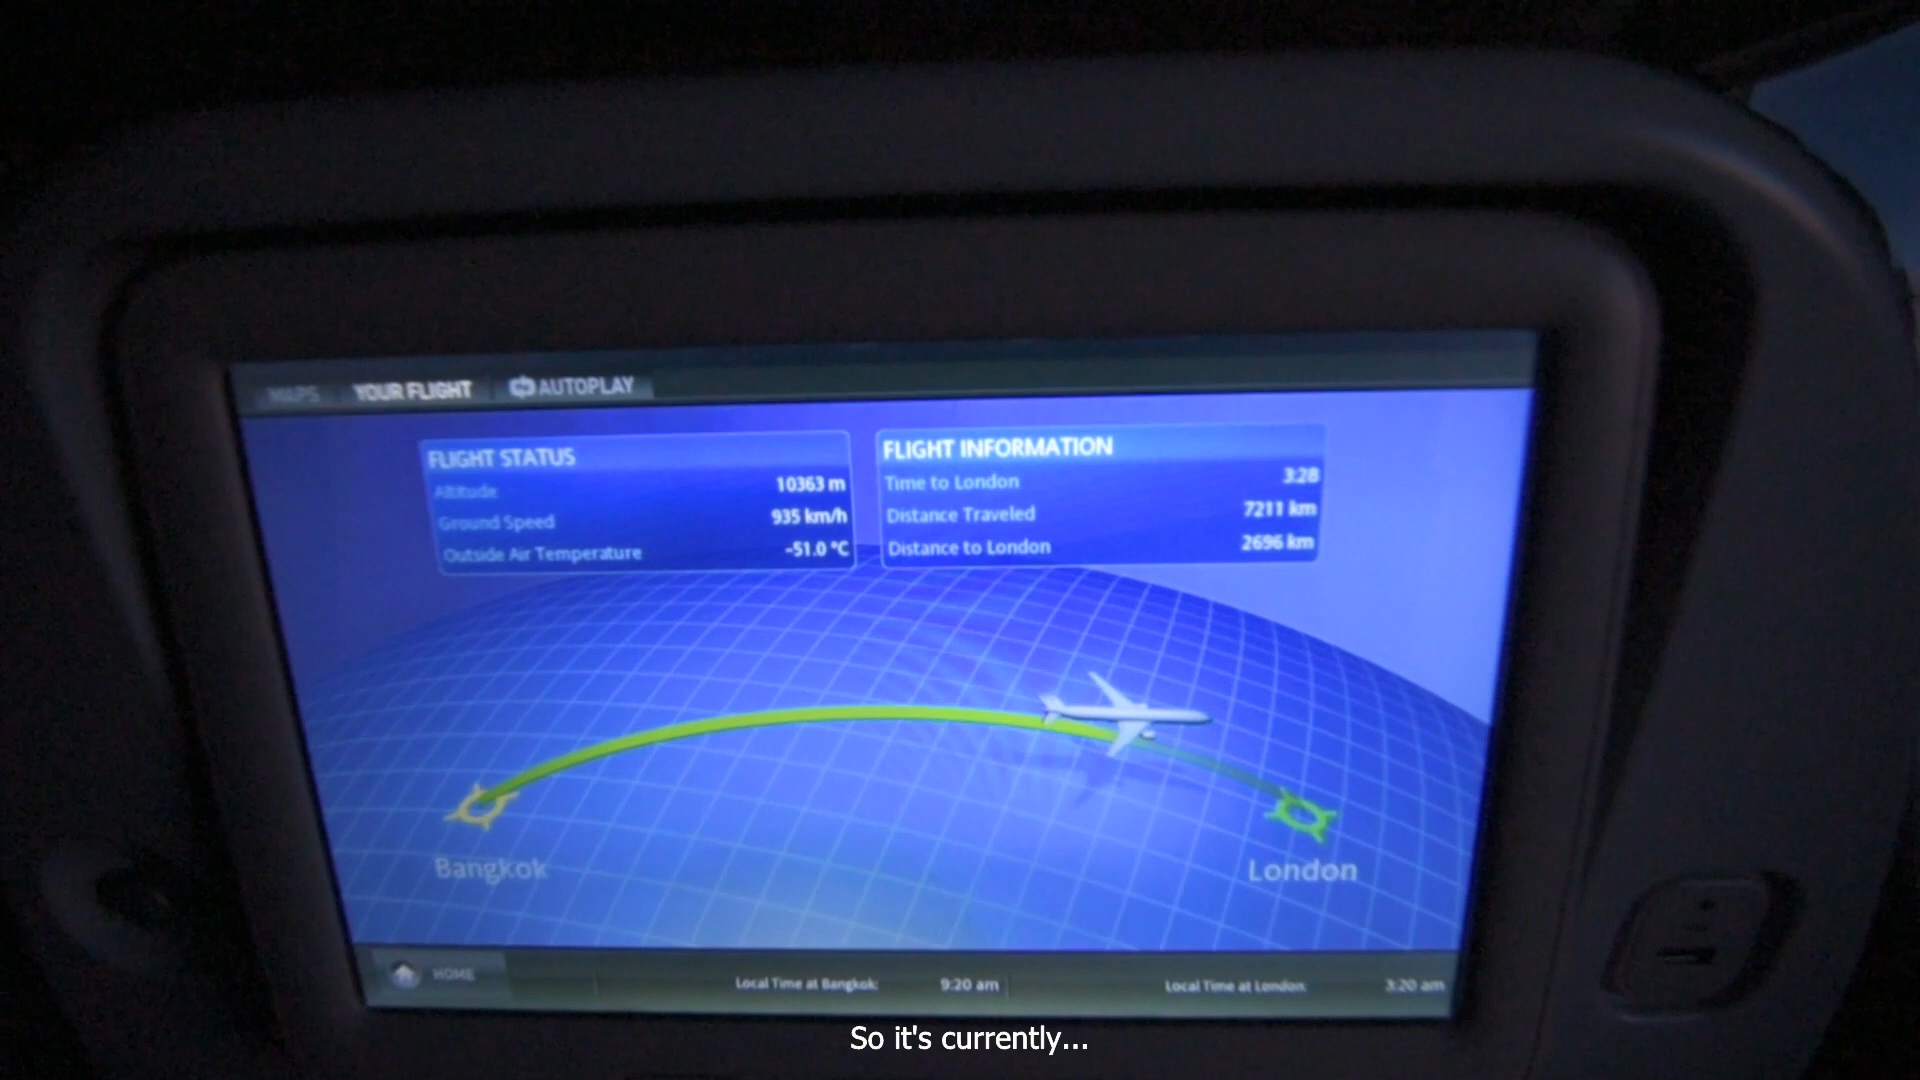 MAPS YOUR FLIGHT AUTOPLAY
FLIGHT STATUS
Altitude 10363 m
Ground Speed 935 km/h
Outside Air Temperature -51.0 °C
FLIGHT INFORMATION
Time to London 3:28
Distance Traveled 7211 km
Distance to London 2696 km
Bangkok London
HOME Local Time at Bangkok: 9:20 am Local Time at London: 3:20 am
So it's currently...